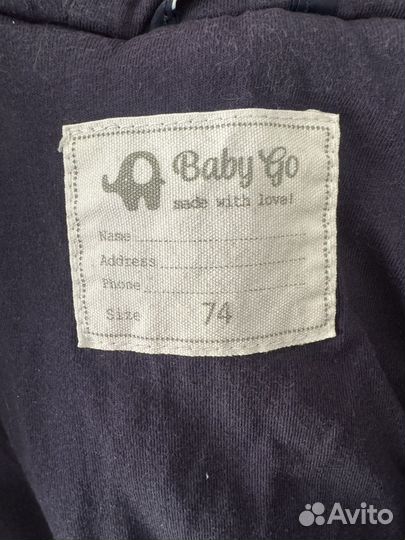 Baby Go
made with love!
Name
Address
Phone
Size 74
Avito